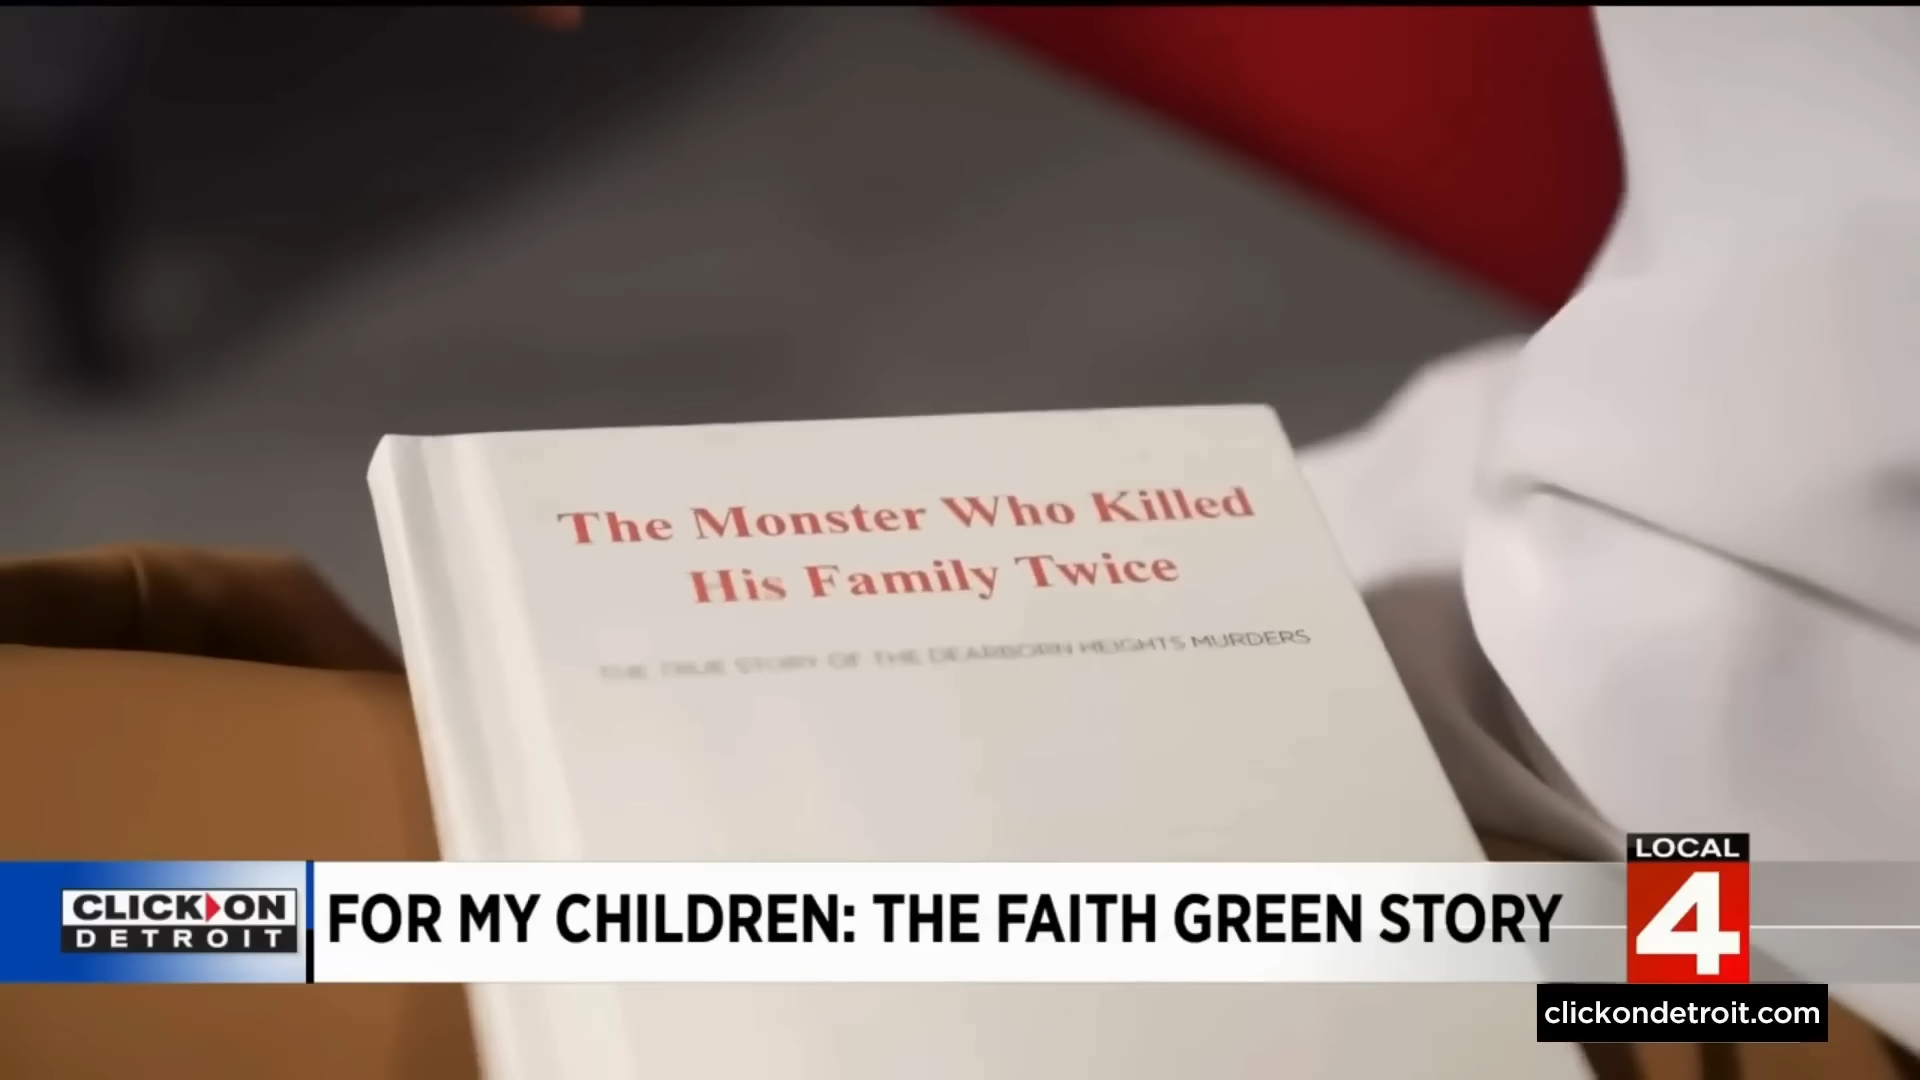 The Monster Who Killed
His Family Twice
THE TRUE STORY OF THE DEARBORN HEIGHTS MURDERS
LOCAL
4
CLICK ON
DETROIT
FOR MY CHILDREN: THE FAITH GREEN STORY
clickondetroit.com